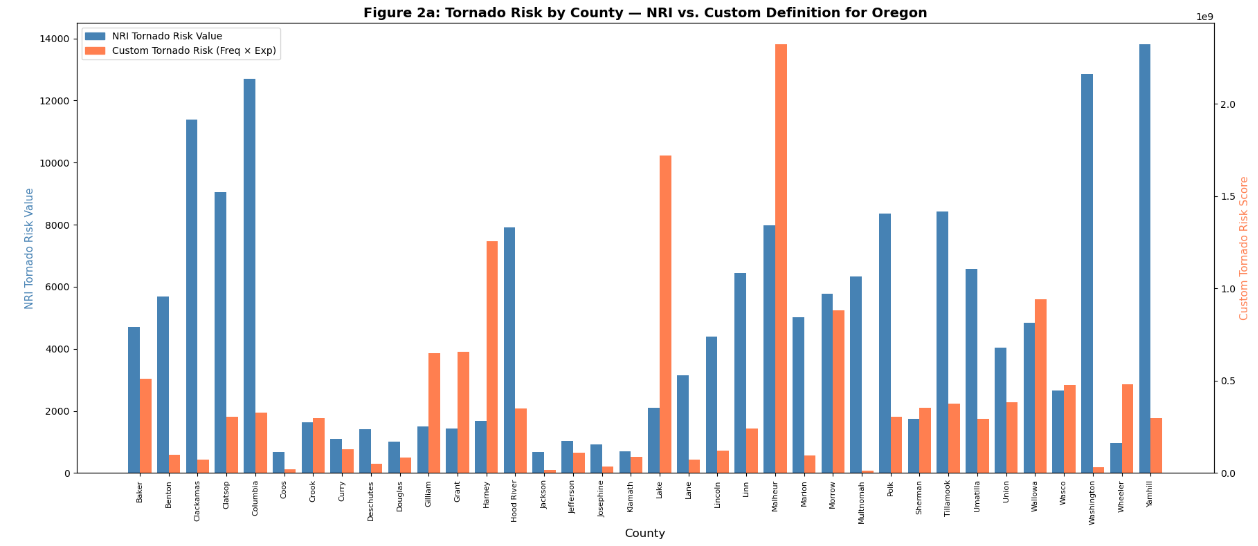 Figure 2a: Tornado Risk by County — NRI vs. Custom Definition for Oregon
1e9
NRI Tornado Risk Value
Custom Tornado Risk (Freq × Exp)
14000
12000
10000
8000
6000
4000
2000
0
NRI Tornado Risk Value
2.0
1.5
1.0
0.5
0.0
Custom Tornado Risk Score
Baker
Benton
Clackamas
Clatsop
Columbia
Coos
Crook
Curry
Deschutes
Douglas
Gilliam
Grant
Harney
Hood River
Jackson
Jefferson
Josephine
Klamath
Lake
Lane
Lincoln
Linn
Malheur
Marion
Morrow
Multnomah
Polk
Sherman
Tillamook
Umatilla
Union
Wallowa
Wasco
Washington
Wheeler
Yamhill
County